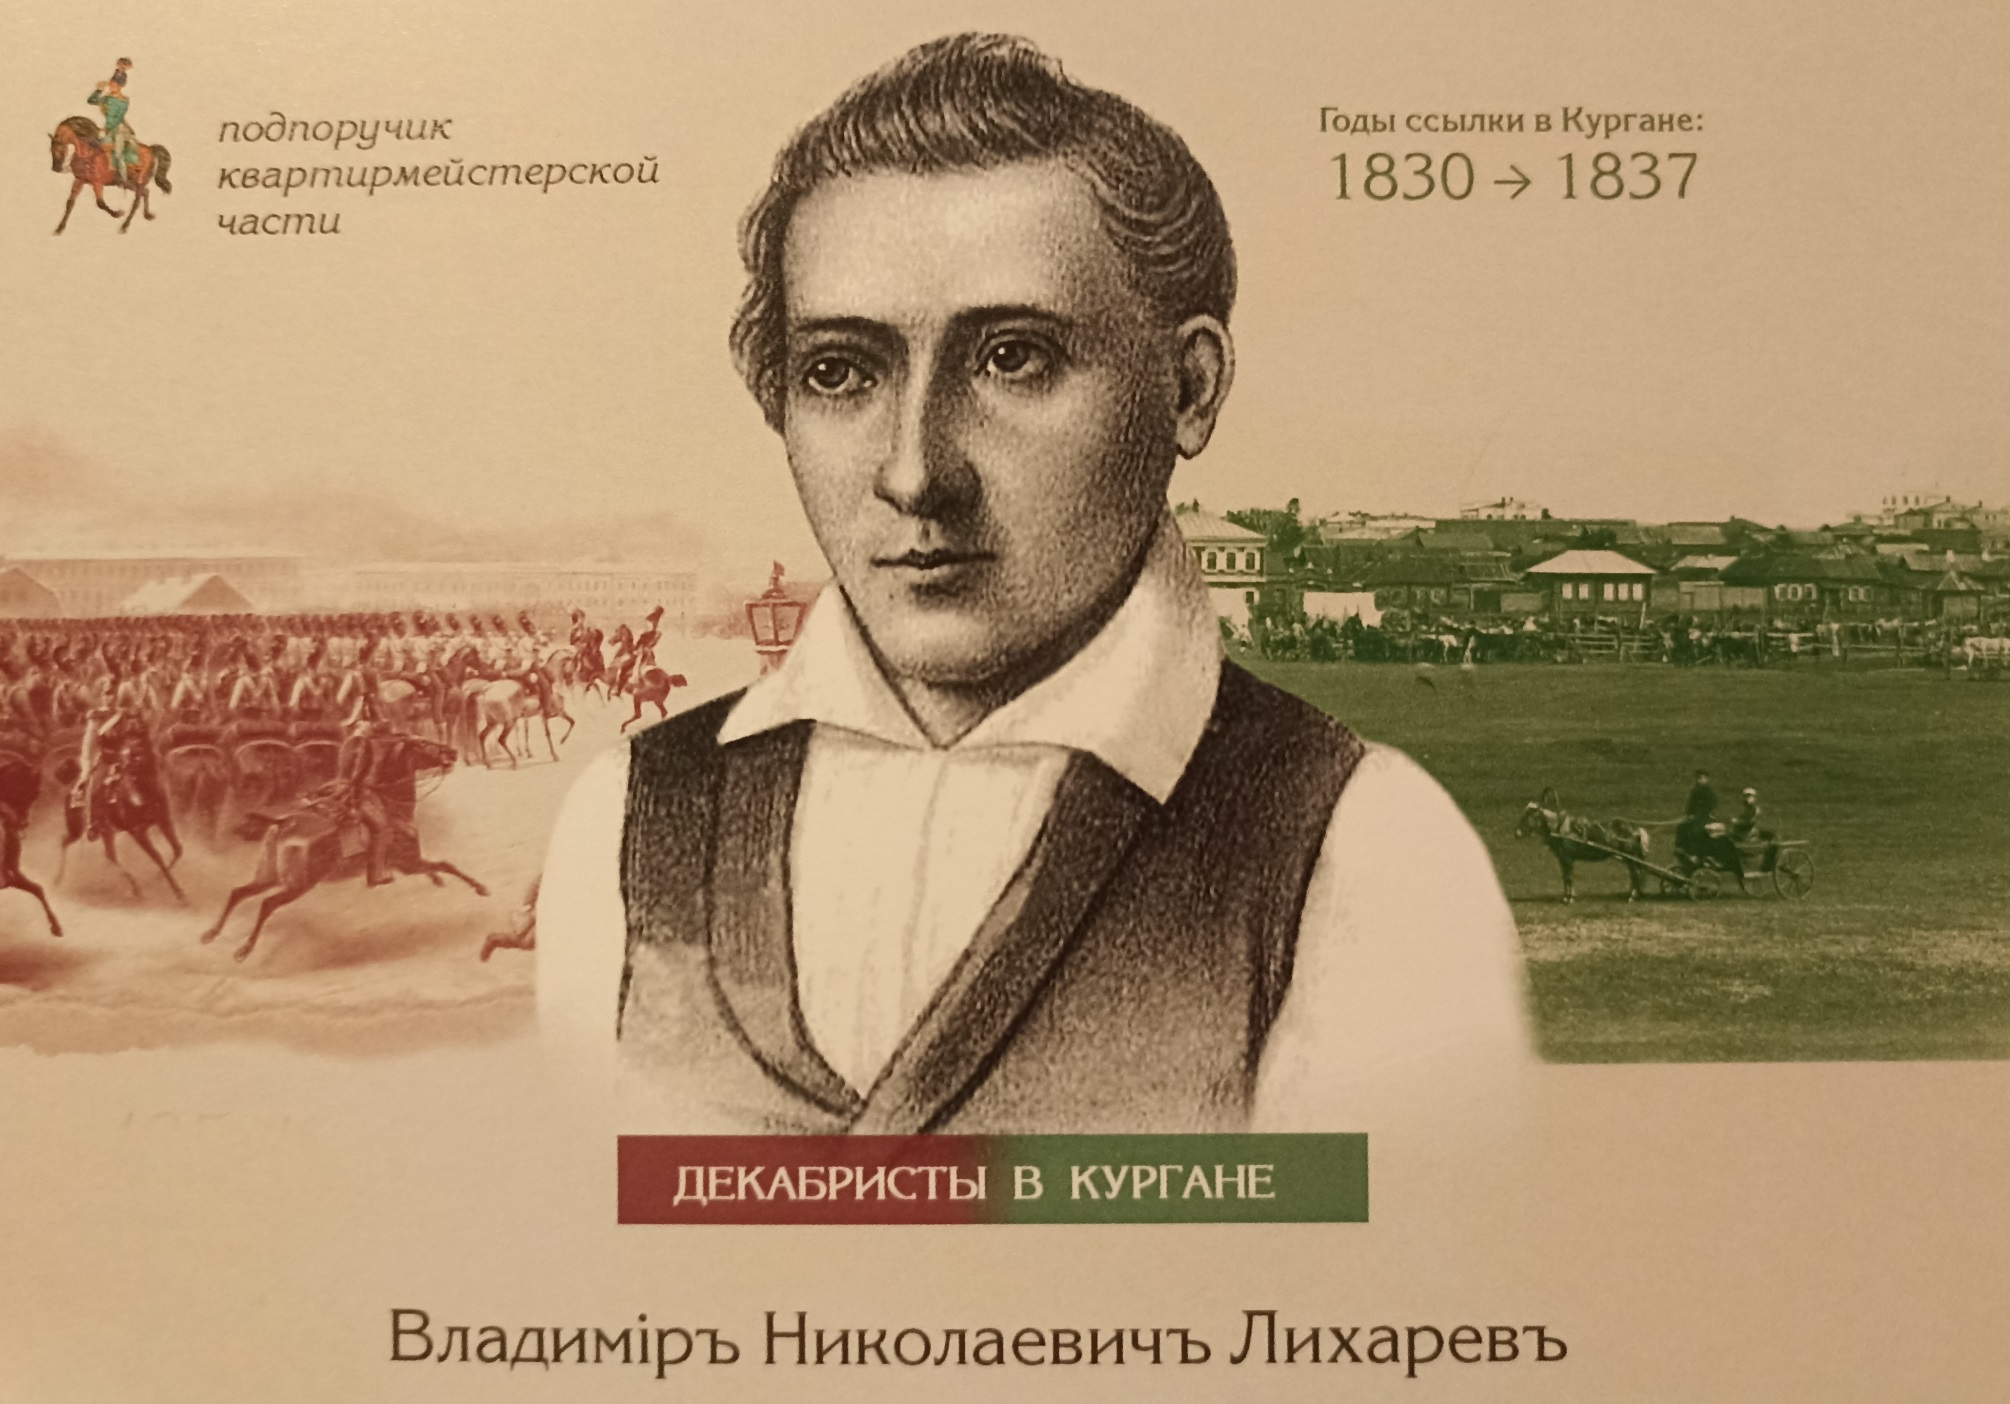 подпоручик
квартирмейстерской
части
Годы ссылки в Кургане:
1830 → 1837
ДЕКАБРИСТЫ В КУРГАНЕ
Владимiръ Николаевичъ Лихаревъ